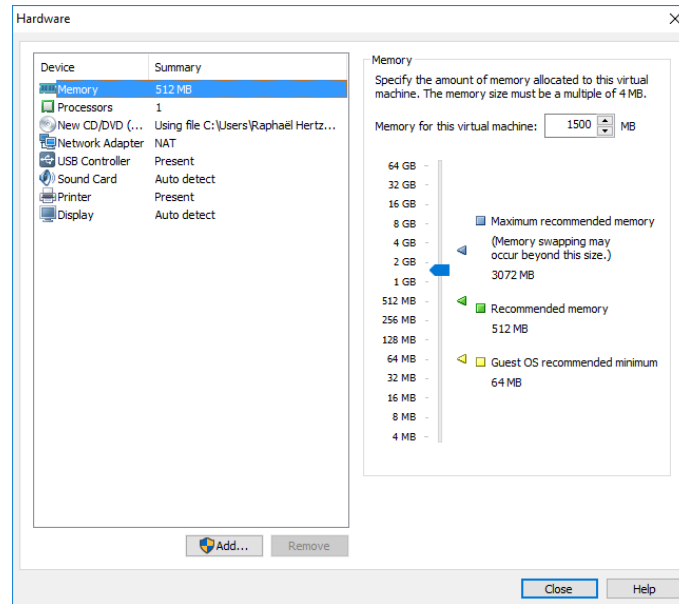 Hardware
Device Summary
Memory 512 MB
Processors 1
New CD/DVD (... Using file C:\Users\Raphaël Hertz...
Network Adapter NAT
USB Controller Present
Sound Card Auto detect
Printer Present
Display Auto detect
Add... Remove
Memory
Specify the amount of memory allocated to this virtual
machine. The memory size must be a multiple of 4 MB.
Memory for this virtual machine: 1500 MB
64 GB
32 GB
16 GB
8 GB
4 GB
2 GB
1 GB
512 MB
256 MB
128 MB
64 MB
32 MB
16 MB
8 MB
4 MB
Maximum recommended memory
(Memory swapping may
occur beyond this size.)
3072 MB
Recommended memory
512 MB
Guest OS recommended minimum
64 MB
Close Help